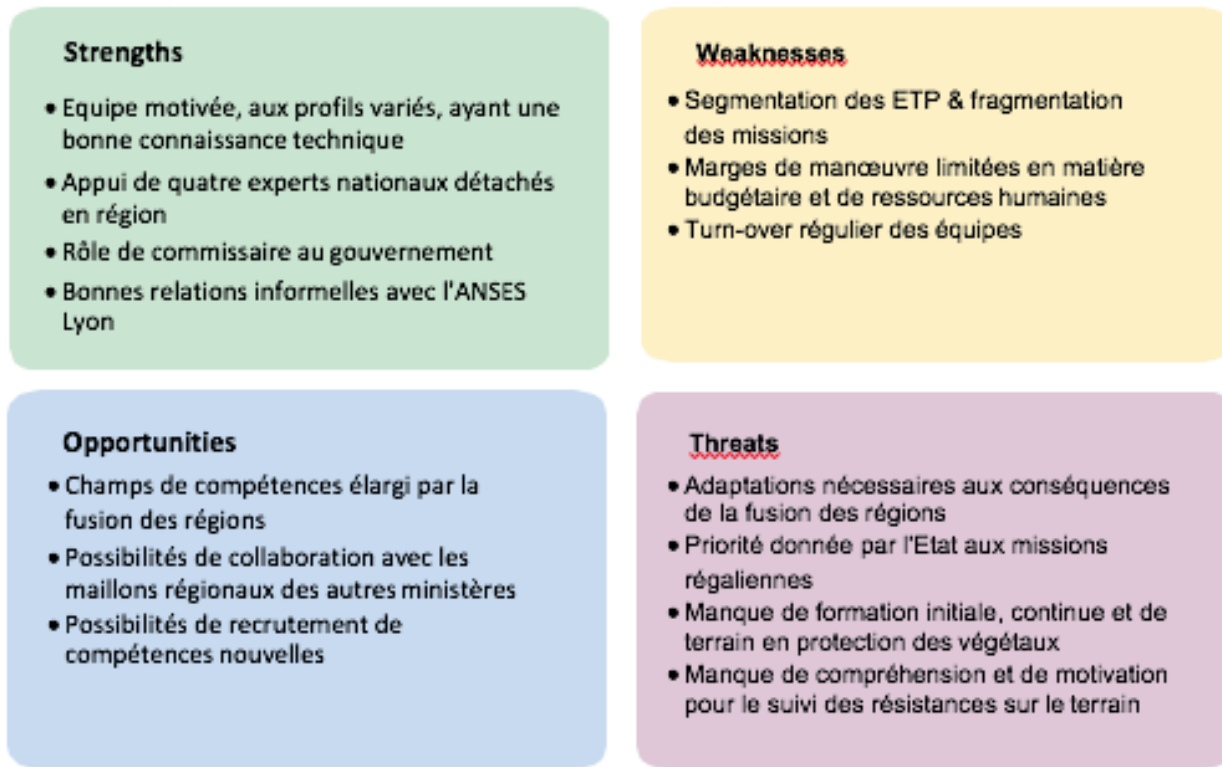 Strengths
• Equipe motivée, aux profils variés, ayant une
bonne connaissance technique
• Appui de quatre experts nationaux détachés
en région
• Rôle de commissaire au gouvernement
• Bonnes relations informelles avec l'ANSES
Lyon
Weaknesses
• Segmentation des ETP & fragmentation
des missions
• Marges de manœuvre limitées en matière
budgétaire et de ressources humaines
• Turn-over régulier des équipes
Opportunities
• Champs de compétences élargi par la
fusion des régions
• Possibilités de collaboration avec les
maillons régionaux des autres ministères
• Possibilités de recrutement de
compétences nouvelles
Threats
• Adaptations nécessaires aux conséquences
de la fusion des régions
• Priorité donnée par l'Etat aux missions
régaliennes
• Manque de formation initiale, continue et de
terrain en protection des végétaux
• Manque de compréhension et de motivation
pour le suivi des résistances sur le terrain